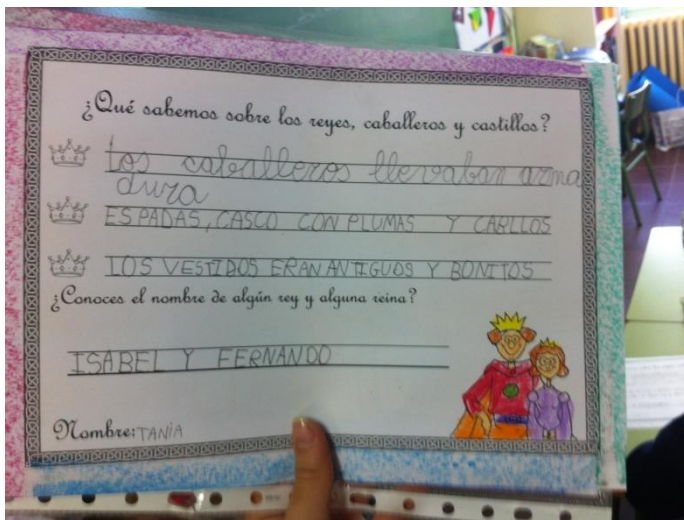 ¿Qué sabemos sobre los reyes, caballeros y castillos?
Los caballeros llevaban arma
dura
ESPADAS, CASCO CON PLUMAS Y CABLLOS
LOS VESTIDOS ERAN ANTIGUOS Y BONITOS
¿Conoces el nombre de algún rey y alguna reina?
ISABEL Y FERNANDO
Nombre: TANIA